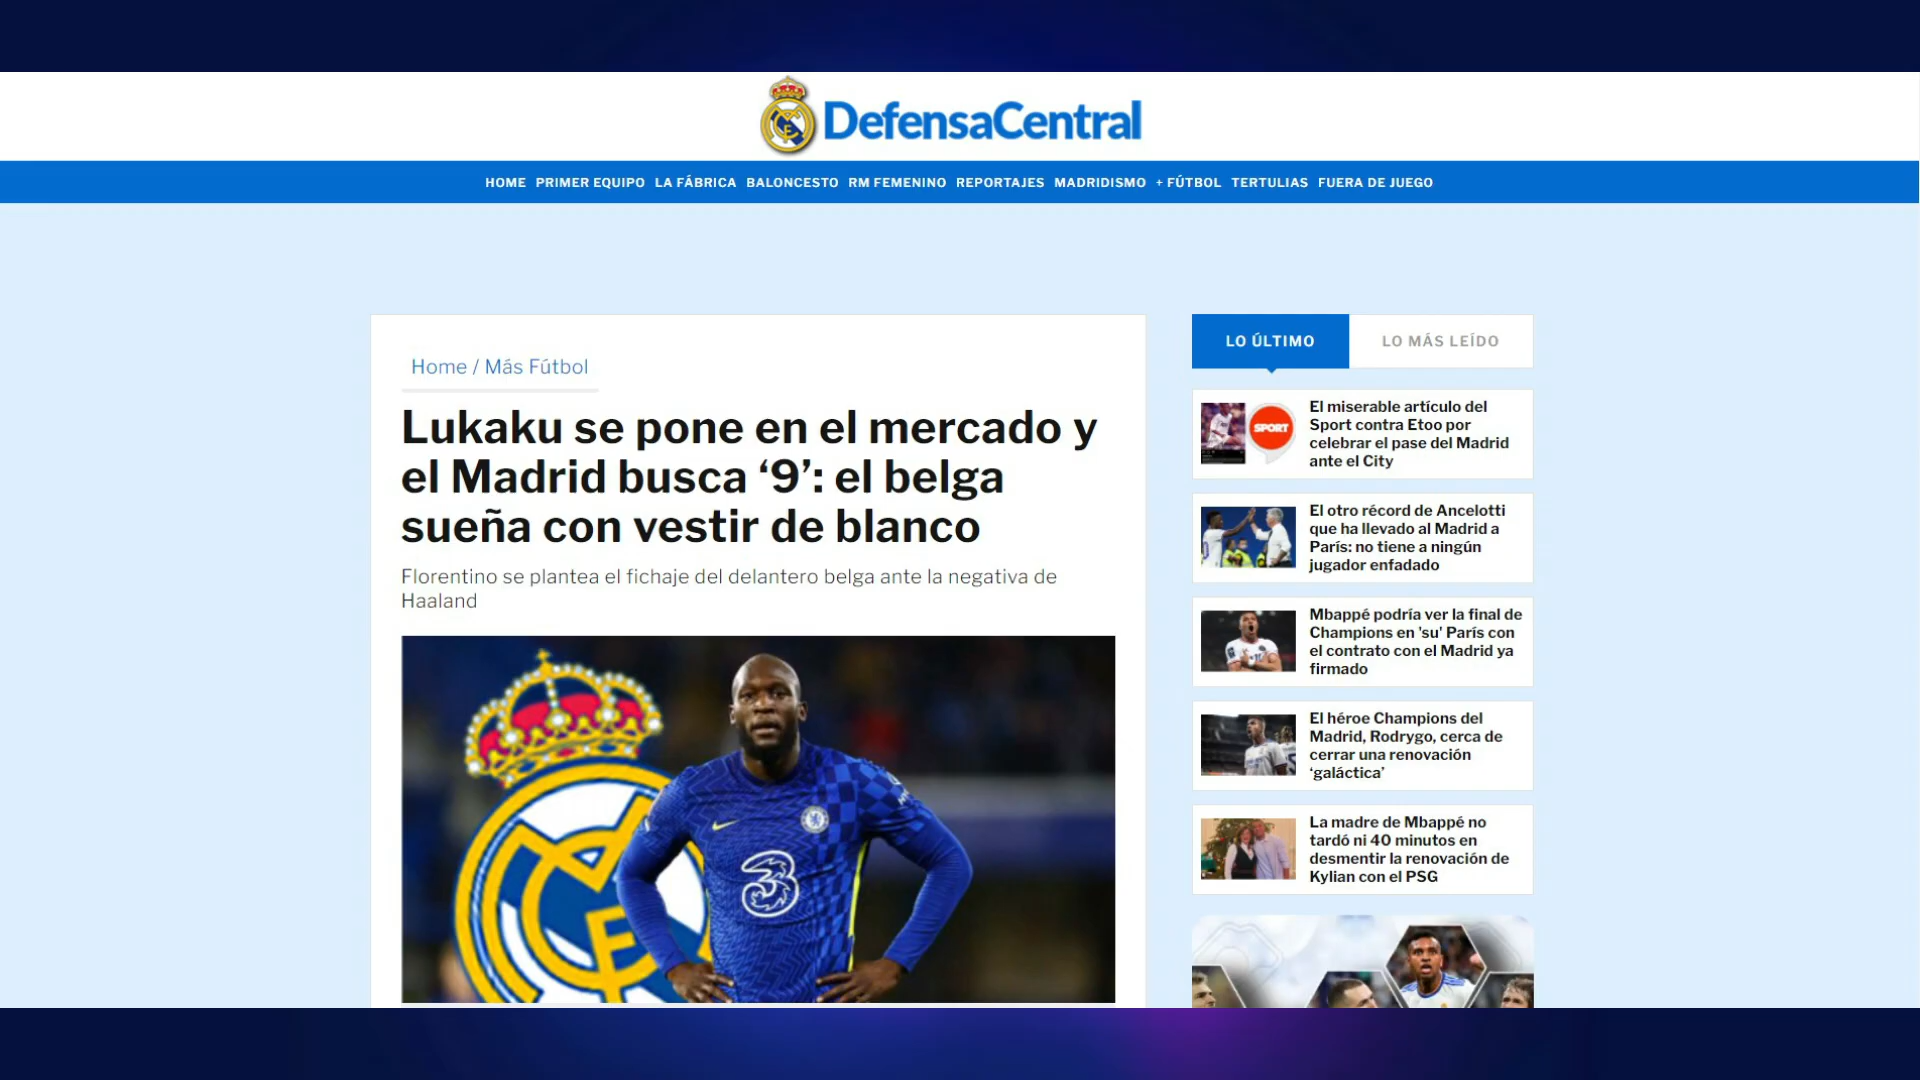 DefensaCentral
HOME PRIMER EQUIPO LA FÁBRICA BALONCESTO RM FEMENINO REPORTAJES MADRIDISMO + FÚTBOL TERTULIAS FUERA DE JUEGO
Home / Más Fútbol
Lukaku se pone en el mercado y
el Madrid busca ‘9’: el belga
sueña con vestir de blanco
Florentino se plantea el fichaje del delantero belga ante la negativa de
Haaland
3
LO ÚLTIMO
LO MÁS LEÍDO
SPORT
El miserable artículo del
Sport contra Etoo por
celebrar el pase del Madrid
ante el City
El otro récord de Ancelotti
que ha llevado al Madrid a
París: no tiene a ningún
jugador enfadado
Mbappé podría ver la final de
Champions en 'su' París con
el contrato con el Madrid ya
firmado
El héroe Champions del
Madrid, Rodrygo, cerca de
cerrar una renovación
‘galáctica’
La madre de Mbappé no
tardó ni 40 minutos en
desmentir la renovación de
Kylian con el PSG